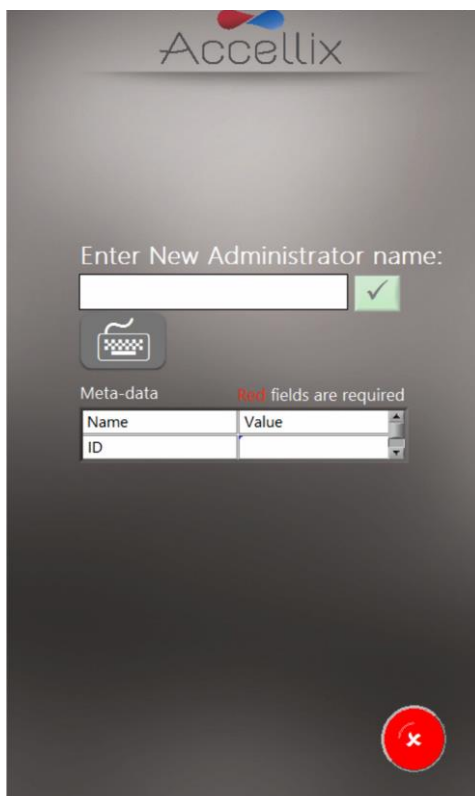 Accellix
Enter New Administrator name:
Meta-data Red fields are required
Name Value
ID